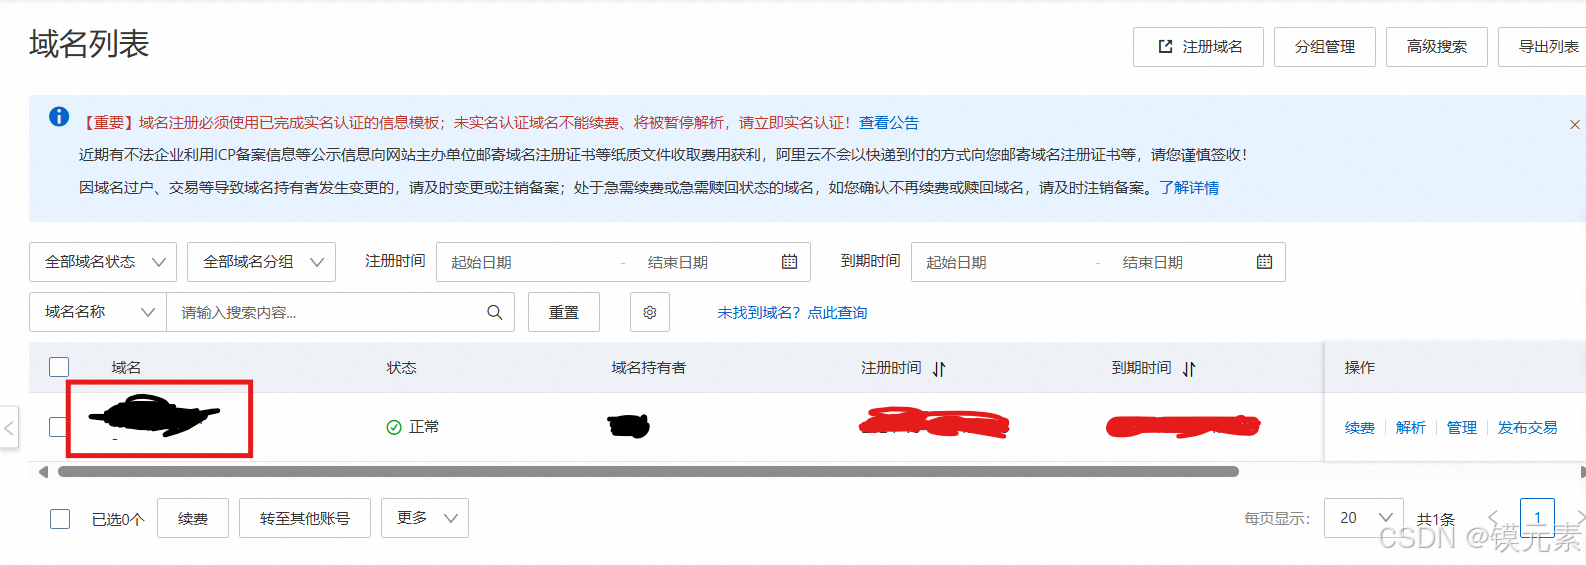 域名列表
注册域名 分组管理 高级搜索 导出列表
【重要】域名注册必须使用已完成实名认证的信息模板；未实名认证域名不能续费、将被暂停解析，请立即实名认证！查看公告
近期有不法企业利用ICP备案信息等公示信息向网站主办单位邮寄域名注册证书等纸质文件收取费用获利，阿里云不会以快递到付的方式向您邮寄域名注册证书等，请您谨慎签收！
因域名过户、交易等导致域名持有者发生变更的，请及时变更或注销备案；处于急需续费或急需赎回状态的域名，如您确认不再续费或赎回域名，请及时注销备案。了解详情
全部域名状态 全部域名分组 注册时间 起始日期 - 结束日期 到期时间 起始日期 - 结束日期
域名名称 请输入搜索内容... 重置 未找到域名？点此查询
域名 状态 域名持有者 注册时间 到期时间 操作
正常 续费 解析 管理 发布交易
-
已选0个 续费 转至其他账号 更多 每页显示： 20 共1条 1
CSDN @镆元素